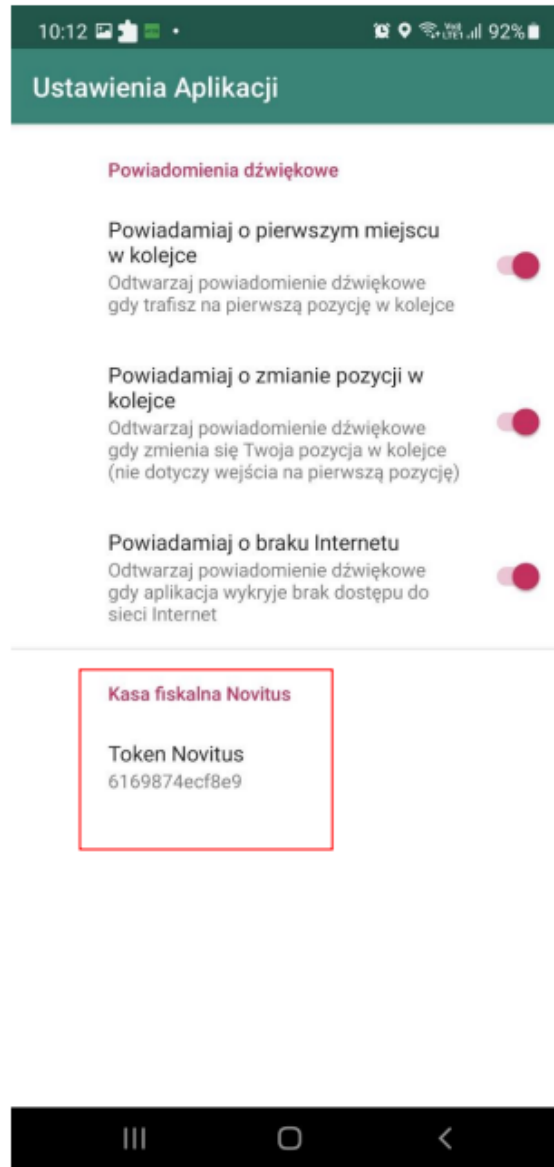 10:12
92%
Ustawienia Aplikacji
Powiadomienia dźwiękowe
Powiadamiaj o pierwszym miejscu
w kolejce
Odtwarzaj powiadomienie dźwiękowe
gdy trafisz na pierwszą pozycję w kolejce
Powiadamiaj o zmianie pozycji w
kolejce
Odtwarzaj powiadomienie dźwiękowe
gdy zmienia się Twoja pozycja w kolejce
(nie dotyczy wejścia na pierwszą pozycję)
Powiadamiaj o braku Internetu
Odtwarzaj powiadomienie dźwiękowe
gdy aplikacja wykryje brak dostępu do
sieci Internet
Kasa fiskalna Novitus
Token Novitus
6169874ecf8e9